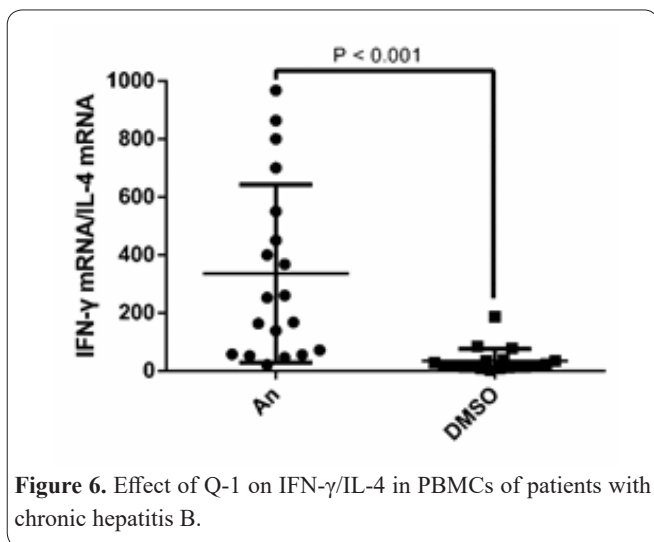 P < 0.001
IFN-γ mRNA/IL-4 mRNA
1000
800
600
400
200
0
An
DMSO
Figure 6. Effect of Q-1 on IFN-γ/IL-4 in PBMCs of patients with
chronic hepatitis B.